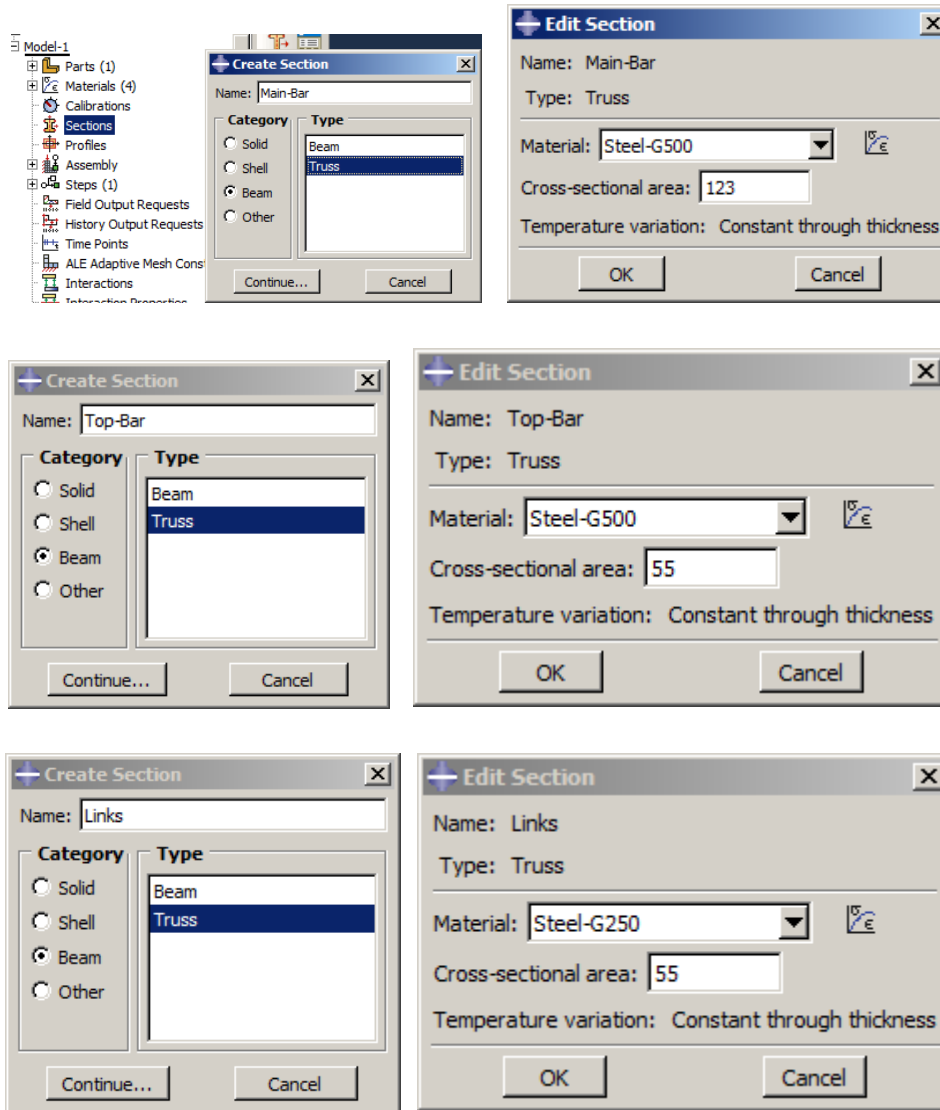 Model-1
Parts (1)
Materials (4)
Calibrations
Sections
Profiles
Assembly
Steps (1)
Field Output Requests
History Output Requests
Time Points
ALE Adaptive Mesh Cons
Interactions
Interaction Properties
Create Section
Name: Main-Bar
Category Type
Solid
Shell
Beam
Other
Beam
Truss
Continue... Cancel
Edit Section
Name: Main-Bar
Type: Truss
Material: Steel-G500
Cross-sectional area: 123
Temperature variation: Constant through thickness
OK Cancel
Create Section
Name: Top-Bar
Category Type
Solid
Shell
Beam
Other
Beam
Truss
Continue... Cancel
Edit Section
Name: Top-Bar
Type: Truss
Material: Steel-G500
Cross-sectional area: 55
Temperature variation: Constant through thickness
OK Cancel
Create Section
Name: Links
Category Type
Solid
Shell
Beam
Other
Beam
Truss
Continue... Cancel
Edit Section
Name: Links
Type: Truss
Material: Steel-G250
Cross-sectional area: 55
Temperature variation: Constant through thickness
OK Cancel